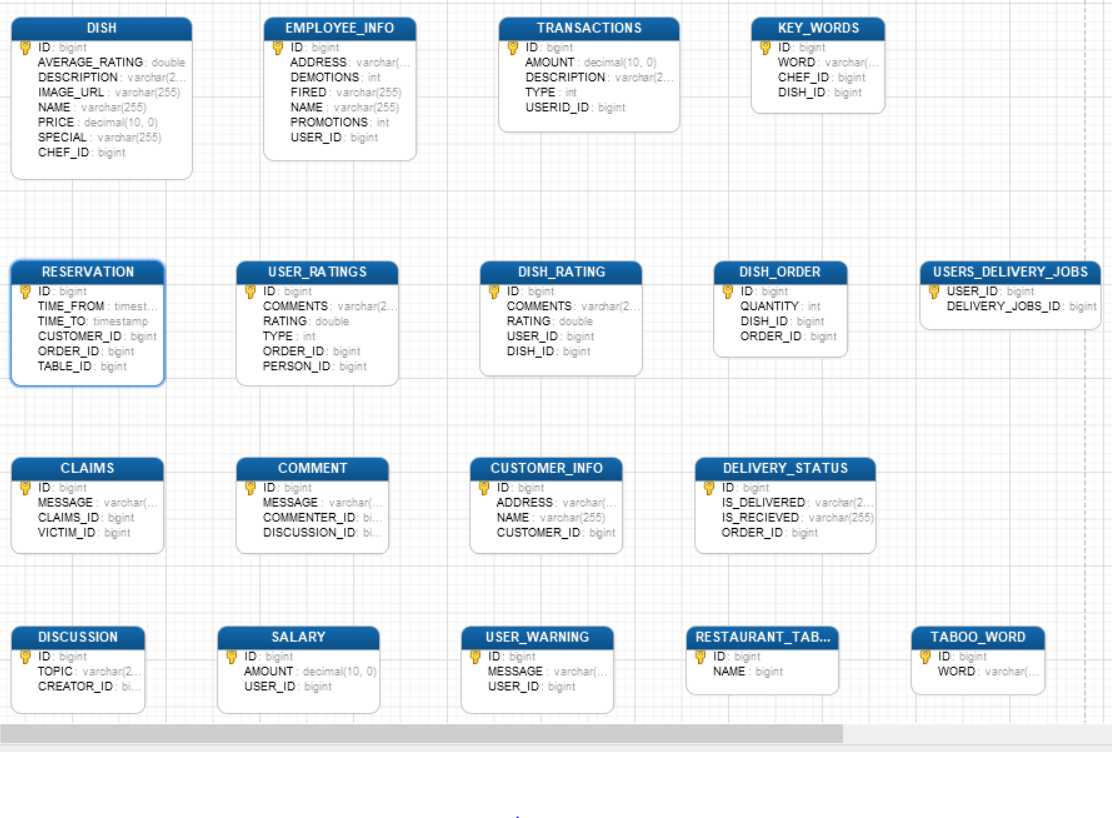 DISH
ID: bigint
AVERAGE_RATING: double
DESCRIPTION: varchar(2...
IMAGE_URL: varchar(255)
NAME: varchar(255)
PRICE: decimal(10, 0)
SPECIAL: varchar(255)
CHEF_ID: bigint
EMPLOYEE_INFO
ID: bigint
ADDRESS: varchar(...
DEMOTIONS: int
FIRED: varchar(255)
NAME: varchar(255)
PROMOTIONS: int
USER_ID: bigint
TRANSACTIONS
ID: bigint
AMOUNT: decimal(10, 0)
DESCRIPTION: varchar(2...
TYPE: int
USERID_ID: bigint
KEY_WORDS
ID: bigint
WORD: varchar(...
CHEF_ID: bigint
DISH_ID: bigint
RESERVATION
ID: bigint
TIME_FROM: timest...
TIME_TO: timestamp
CUSTOMER_ID: bigint
ORDER_ID: bigint
TABLE_ID: bigint
USER_RATINGS
ID: bigint
COMMENTS: varchar(2...
RATING: double
TYPE: int
ORDER_ID: bigint
PERSON_ID: bigint
DISH_RATING
ID: bigint
COMMENTS: varchar(2...
RATING: double
USER_ID: bigint
DISH_ID: bigint
DISH_ORDER
ID: bigint
QUANTITY: int
DISH_ID: bigint
ORDER_ID: bigint
USERS_DELIVERY_JOBS
USER_ID: bigint
DELIVERY_JOBS_ID: bigint
CLAIMS
ID: bigint
MESSAGE: varchar(...
CLAIMS_ID: bigint
VICTIM_ID: bigint
COMMENT
ID: bigint
MESSAGE: varchar(...
COMMENTER_ID: bi...
DISCUSSION_ID: bi...
CUSTOMER_INFO
ID: bigint
ADDRESS: varchar(...
NAME: varchar(255)
CUSTOMER_ID: bigint
DELIVERY_STATUS
ID: bigint
IS_DELIVERED: varchar(2...
IS_RECIEVED: varchar(255)
ORDER_ID: bigint
DISCUSSION
ID: bigint
TOPIC: varchar(2...
CREATOR_ID: bi...
SALARY
ID: bigint
AMOUNT: decimal(10, 0)
USER_ID: bigint
USER_WARNING
ID: bigint
MESSAGE: varchar(...
USER_ID: bigint
RESTAURANT_TAB...
ID: bigint
NAME: bigint
TABOO_WORD
ID: bigint
WORD: varchar(...